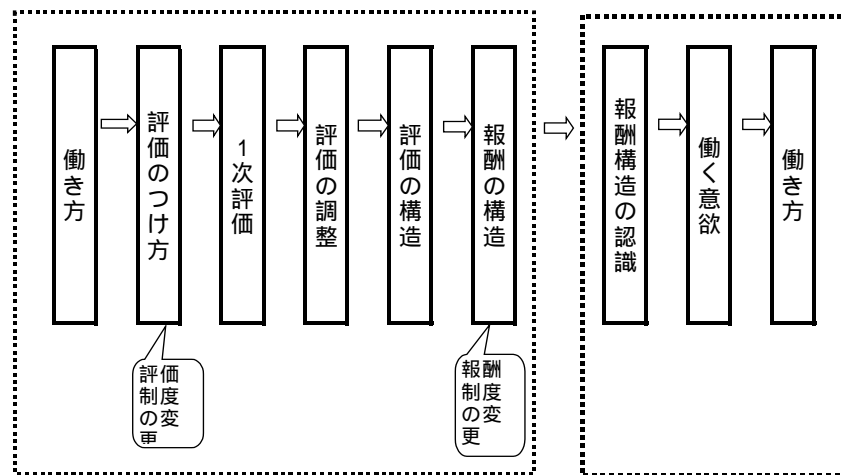 働き方
評価のつけ方
1次評価
評価の調整
評価の構造
報酬の構造
報酬構造の認識
働く意欲
働き方
評価
制度
の変
更
報酬
制度
の変
更